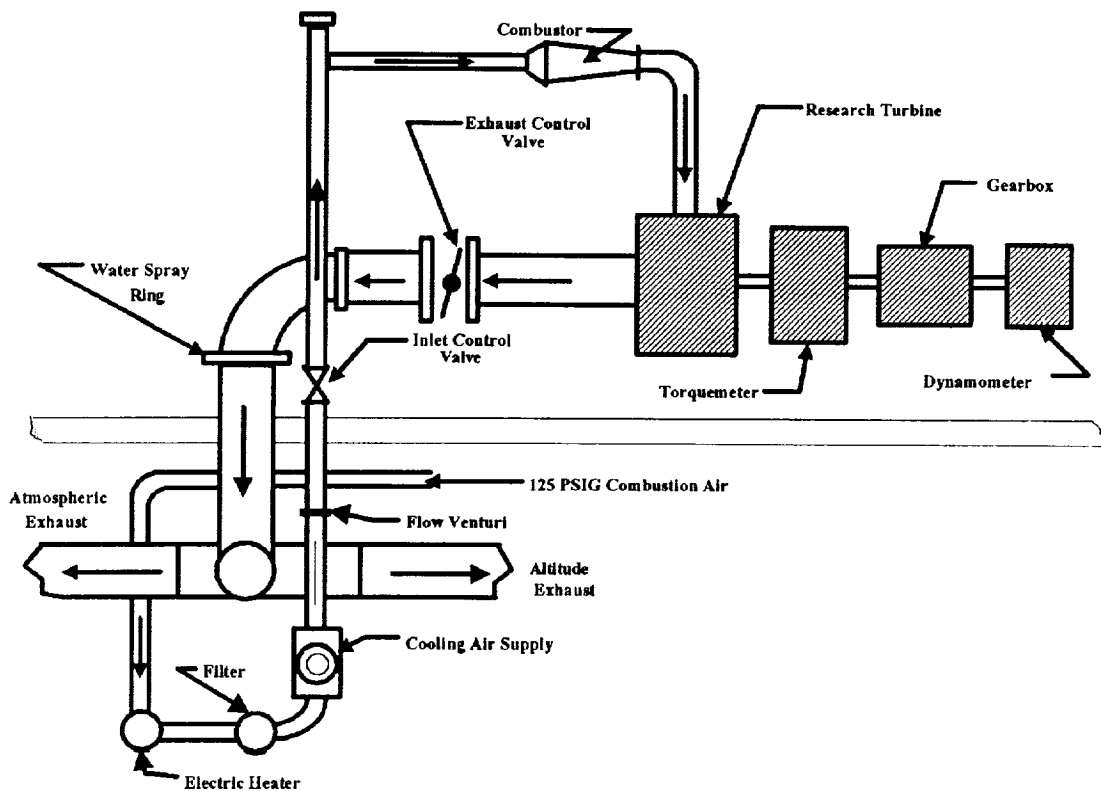 Combustor
Exhaust Control
Valve
Research Turbine
Gearbox
Water Spray
Ring
Inlet Control
Valve
Torquemeter
Dynamometer
125 PSIG Combustion Air
Atmospheric
Exhaust
Flow Venturi
Altitude
Exhaust
Cooling Air Supply
Filter
Electric Heater